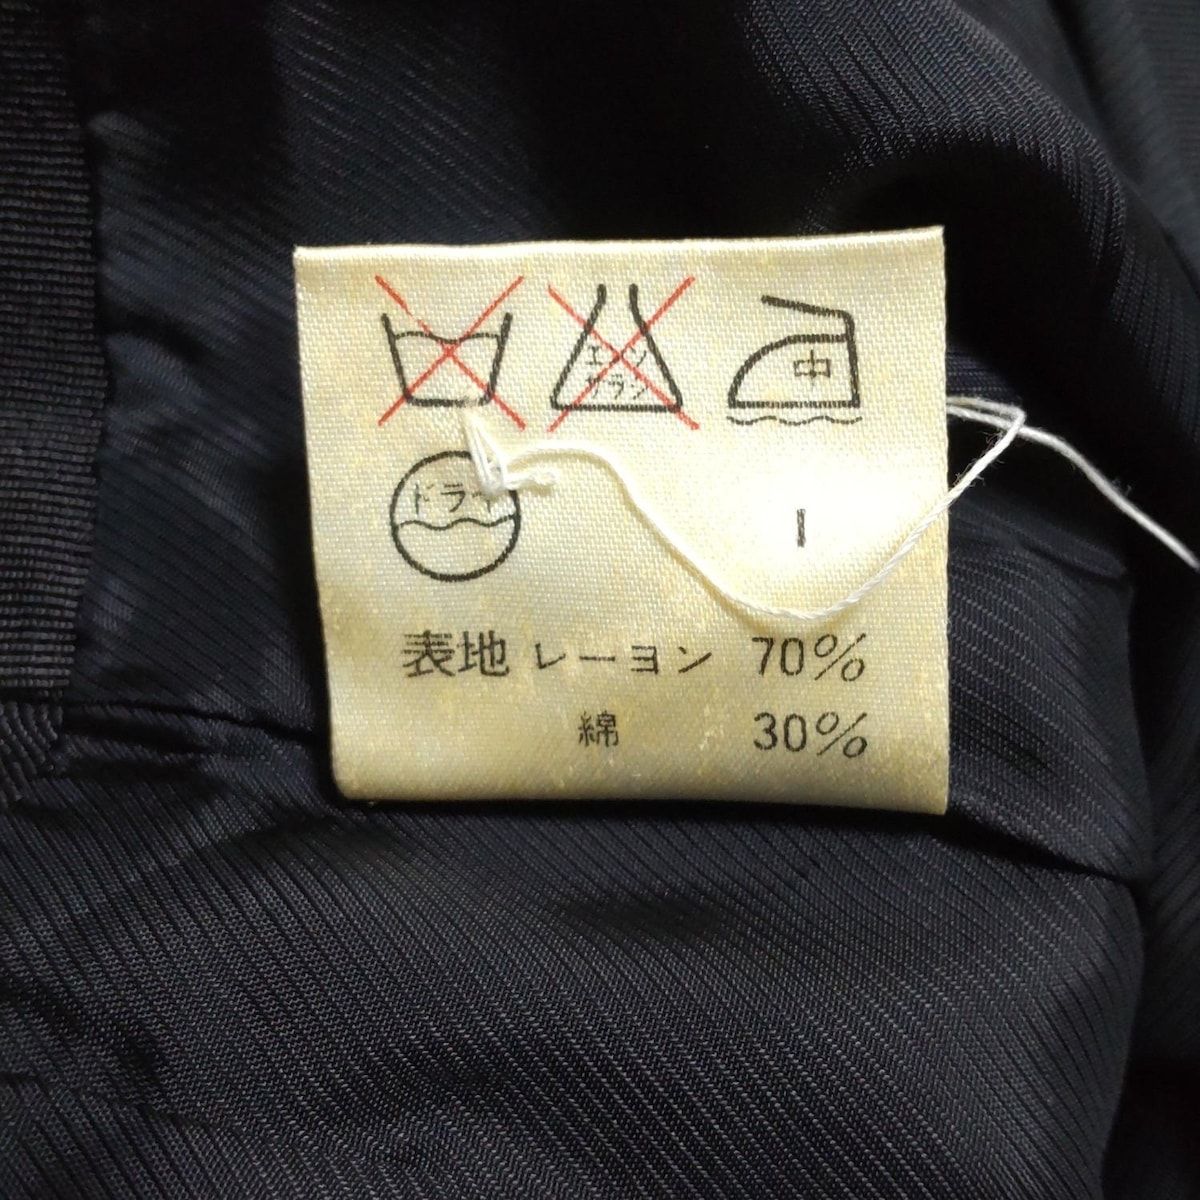 エンソ
サラシ
中
ドライ
I
表地 レーヨン 70%
綿 30%